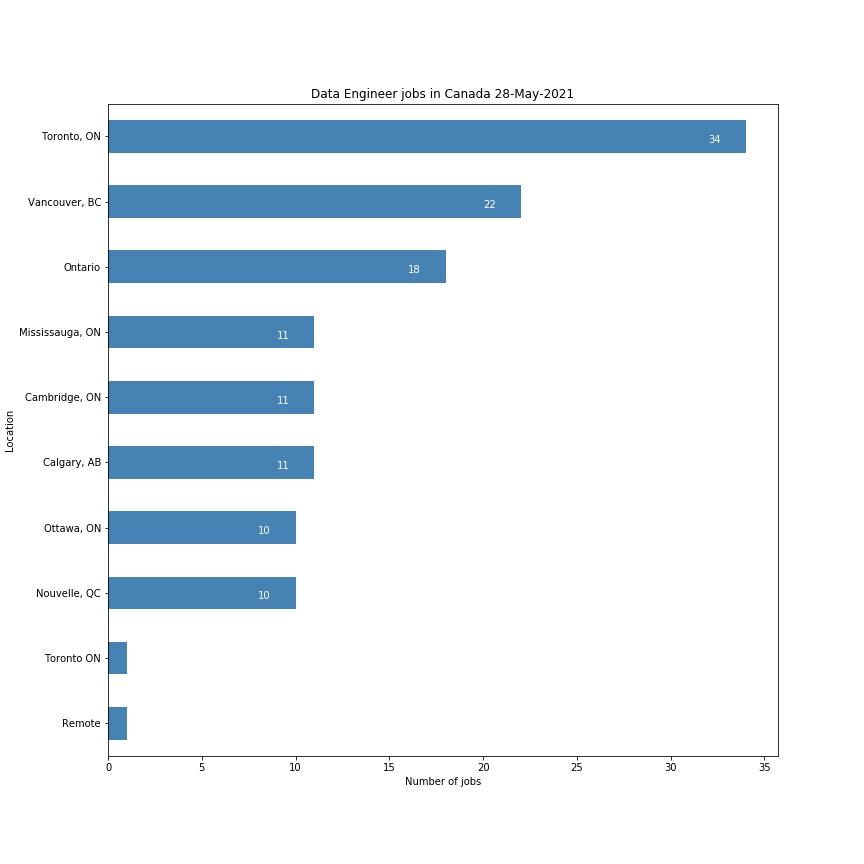 Data Engineer jobs in Canada 28-May-2021
Toronto, ON
34
Vancouver, BC
22
Ontario
18
Mississauga, ON
11
Cambridge, ON
11
Calgary, AB
11
Ottawa, ON
10
Nouvelle, QC
10
Toronto ON
Remote
Location
0 5 10 15 20 25 30 35
Number of jobs